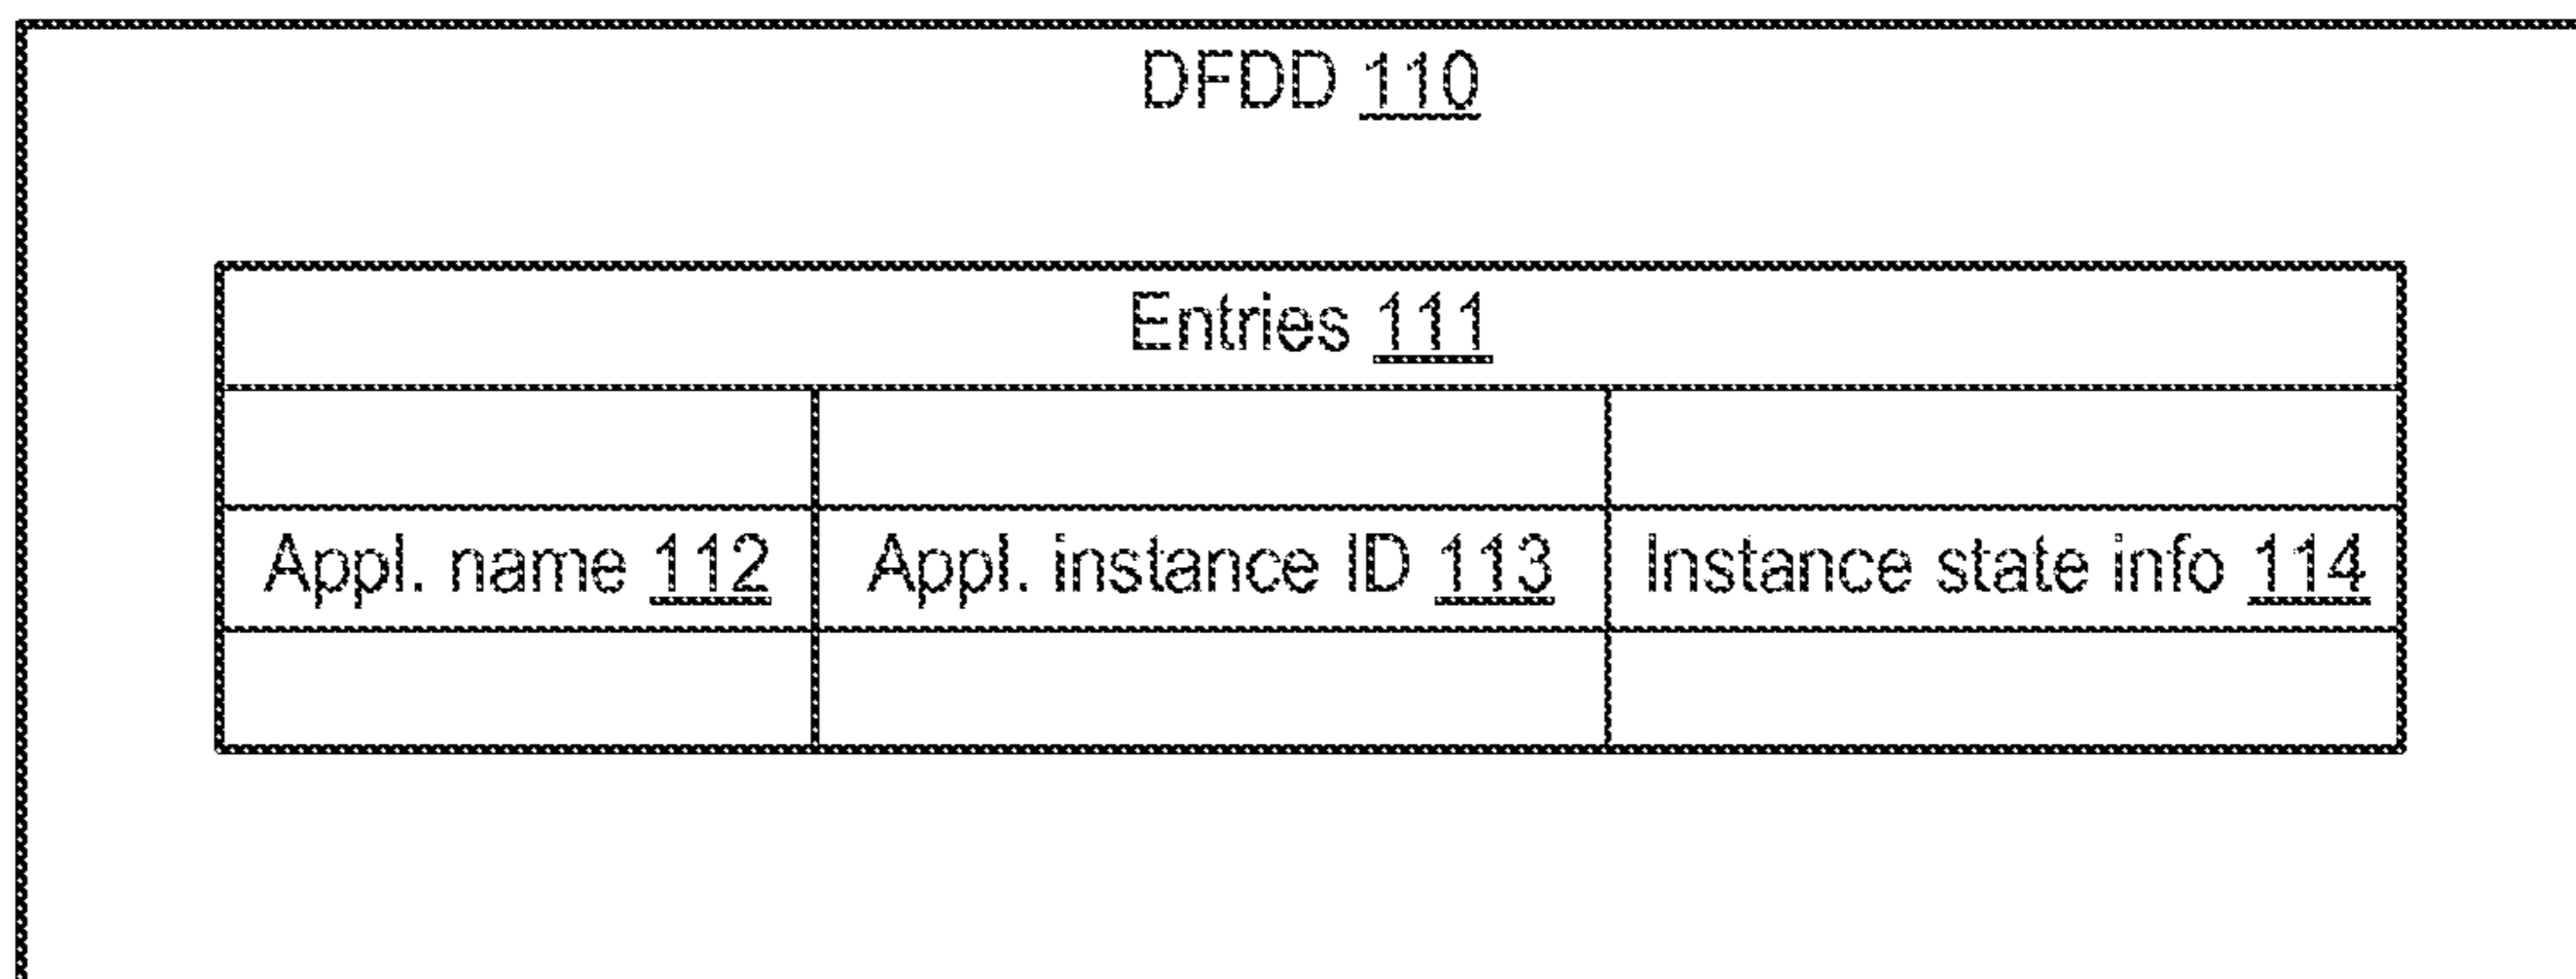 DFDD 110
Entries 111
Appl. name 112 Appl. instance ID 113 Instance state info 114